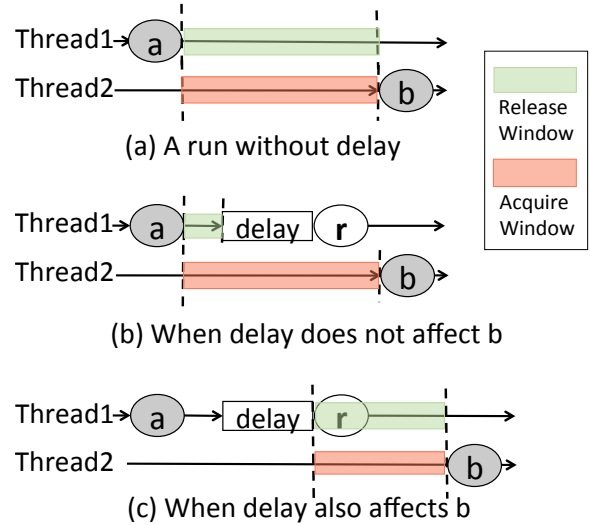 Thread1
a
Thread2
b
(a) A run without delay
Release
Window
Acquire
Window
Thread1
a
delay
r
Thread2
b
(b) When delay does not affect b
Thread1
a
delay
r
Thread2
b
(c) When delay also affects b